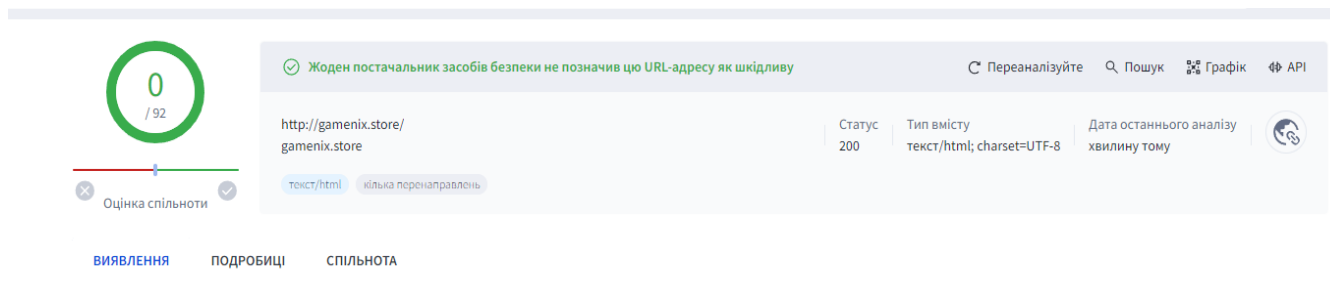 0
/ 92
Оцінка спільноти
Жоден постачальник засобів безпеки не позначив цю URL-адресу як шкідливу
Переаналізуйте Пошук Графік API
http://gamenix.store/
gamenix.store
Статус
200
Тип вмісту
текст/html; charset=UTF-8
Дата останнього аналізу
хвилину тому
текст/html кілька перенаправлень
ВИЯВЛЕННЯ ПОДРОБИЦІ СПІЛЬНОТА